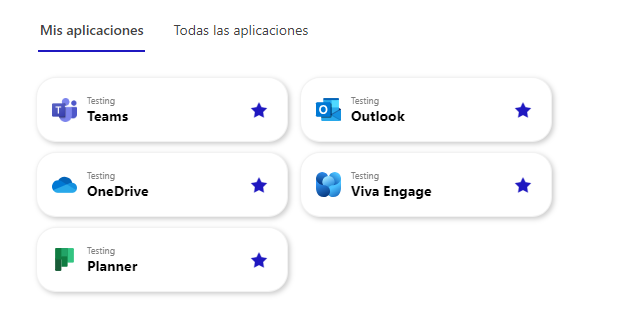 Mis aplicaciones
Todas las aplicaciones
Testing
Teams
Testing
Outlook
Testing
OneDrive
Testing
Viva Engage
Testing
Planner